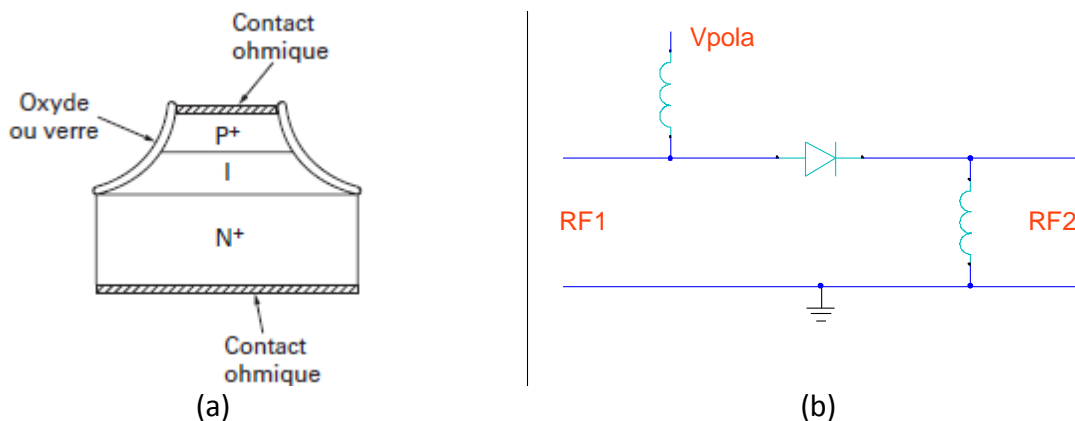 Contact
ohmique
Oxyde
ou verre
P+
I
N+
Contact
ohmique
(a)
Vpola
RF1
RF2
(b)